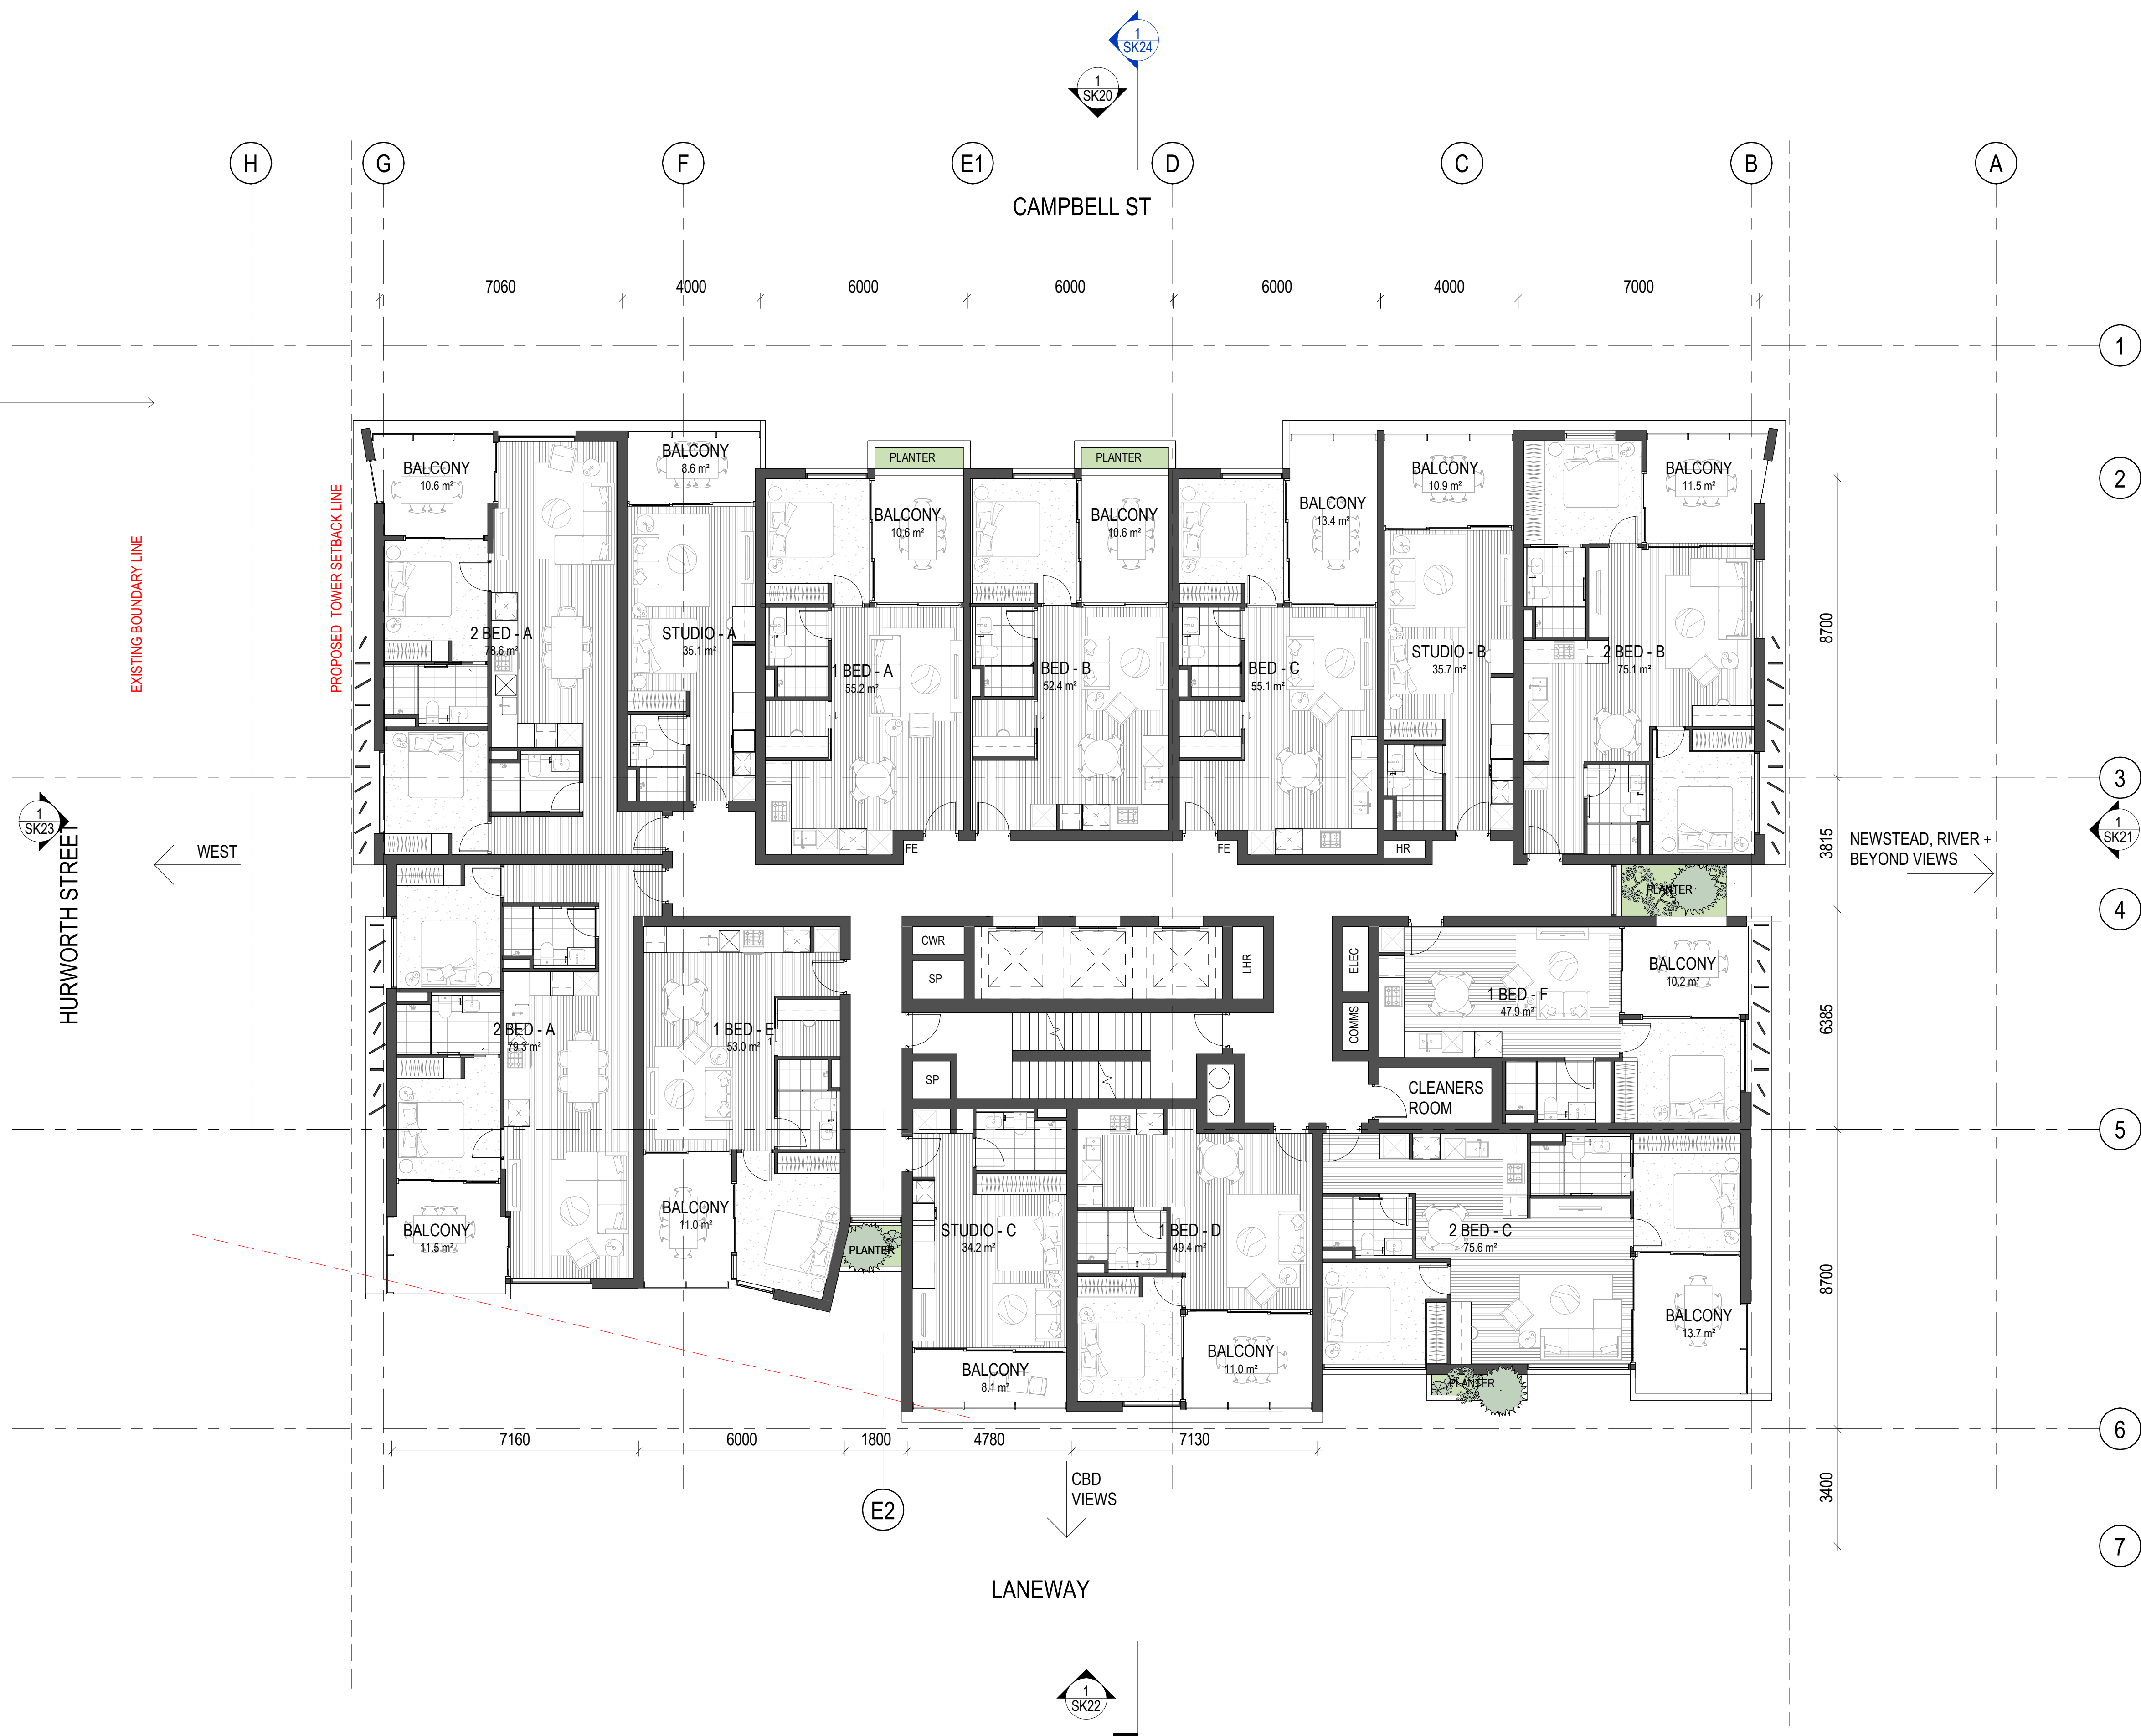 1
SK24
1
SK20
H
G
F
E1
D
C
B
A
CAMPBELL ST
7060
4000
6000
6000
6000
4000
7000
1
2
3
4
5
6
7
8700
3815
6385
8700
3400
EXISTING BOUNDARY LINE
PROPOSED TOWER SETBACK LINE
BALCONY
10.6 m²
BALCONY
8.6 m²
PLANTER
PLANTER
BALCONY
10.6 m²
BALCONY
10.6 m²
BALCONY
13.4 m²
BALCONY
10.9 m²
BALCONY
11.5 m²
2 BED - A
78.6 m²
STUDIO - A
35.1 m²
1 BED - A
55.2 m²
1 BED - B
52.4 m²
1 BED - C
55.1 m²
STUDIO - B
35.7 m²
2 BED - B
75.1 m²
FE
FE
HR
1
SK23
HURWORTH STREET
WEST
1
SK21
NEWSTEAD, RIVER +
BEYOND VIEWS
PLANTER
CWR
SP
LHR
ELEC
COMMS
SP
CLEANERS
ROOM
BALCONY
10.2 m²
1 BED - F
47.9 m²
2 BED - A
79.3 m²
1 BED - E
53.0 m²
BALCONY
11.5 m²
BALCONY
11.0 m²
PLANTER
STUDIO - C
34.2 m²
1 BED - D
49.4 m²
2 BED - C
75.6 m²
BALCONY
8.1 m²
BALCONY
11.0 m²
BALCONY
13.7 m²
PLANTER
7160
6000
1800
4780
7130
E2
CBD
VIEWS
LANEWAY
1
SK22